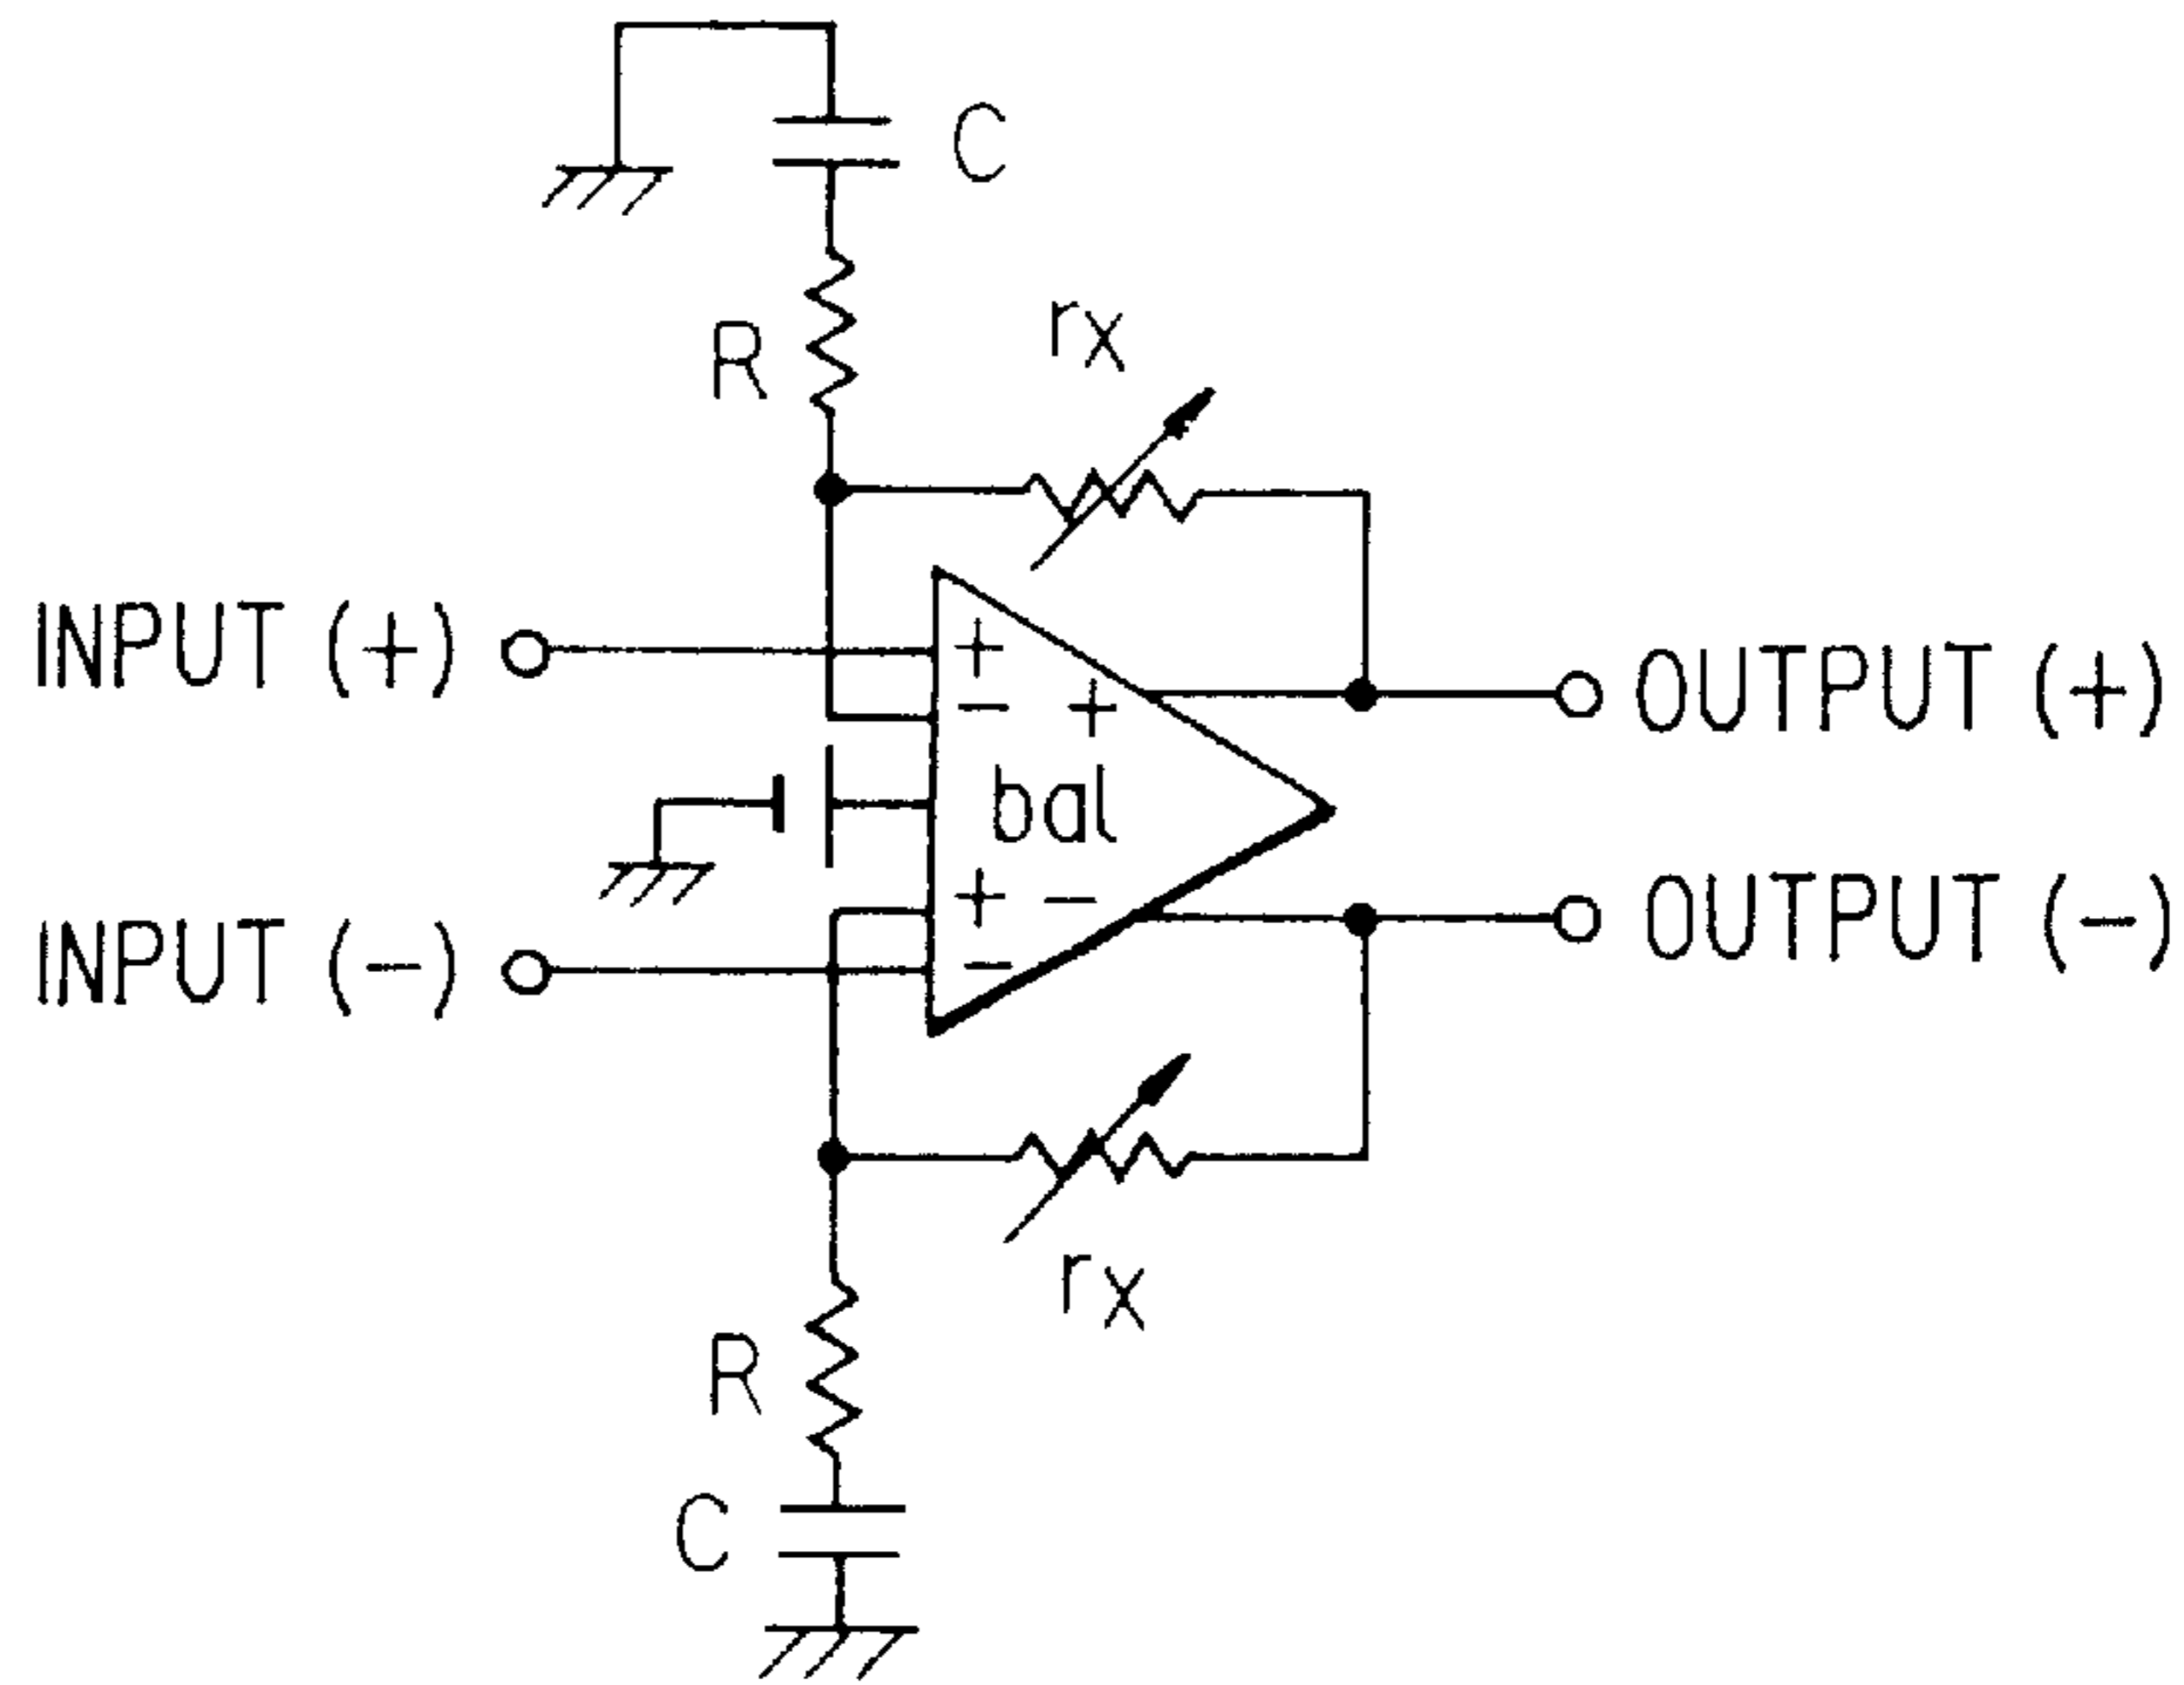 C
R
rx
INPUT (+)
+
- +
OUTPUT (+)
bal
+ -
-
INPUT (-)
OUTPUT (-)
rx
R
C